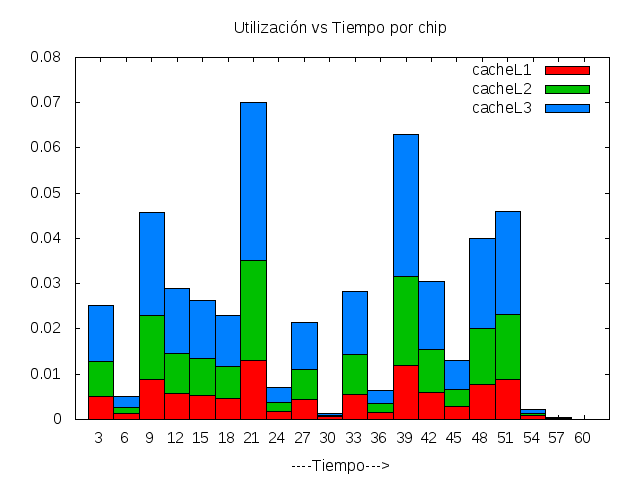 Utilización vs Tiempo por chip
0.08
cacheL1
cacheL2
cacheL3
0.07
0.06
0.05
0.04
0.03
0.02
0.01
0
3 6 9 12 15 18 21 24 27 30 33 36 39 42 45 48 51 54 57 60
----Tiempo--->